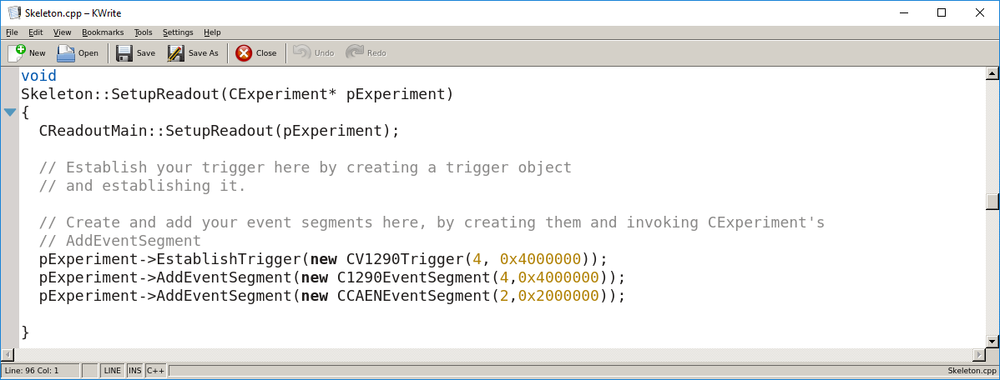 Skeleton.cpp – KWrite
File Edit View Bookmarks Tools Settings Help
New Open Save Save As Close Undo Redo
void
Skeleton::SetupReadout(CExperiment* pExperiment)
{
  CReadoutMain::SetupReadout(pExperiment);
  // Establish your trigger here by creating a trigger object
  // and establishing it.
  // Create and add your event segments here, by creating them and invoking CExperiment's
  // AddEventSegment
  pExperiment->EstablishTrigger(new CV1290Trigger(4, 0x4000000));
  pExperiment->AddEventSegment(new C1290EventSegment(4,0x4000000));
  pExperiment->AddEventSegment(new CCAENEventSegment(2,0x2000000));
}
Line: 96 Col: 1 LINE INS C++ Skeleton.cpp